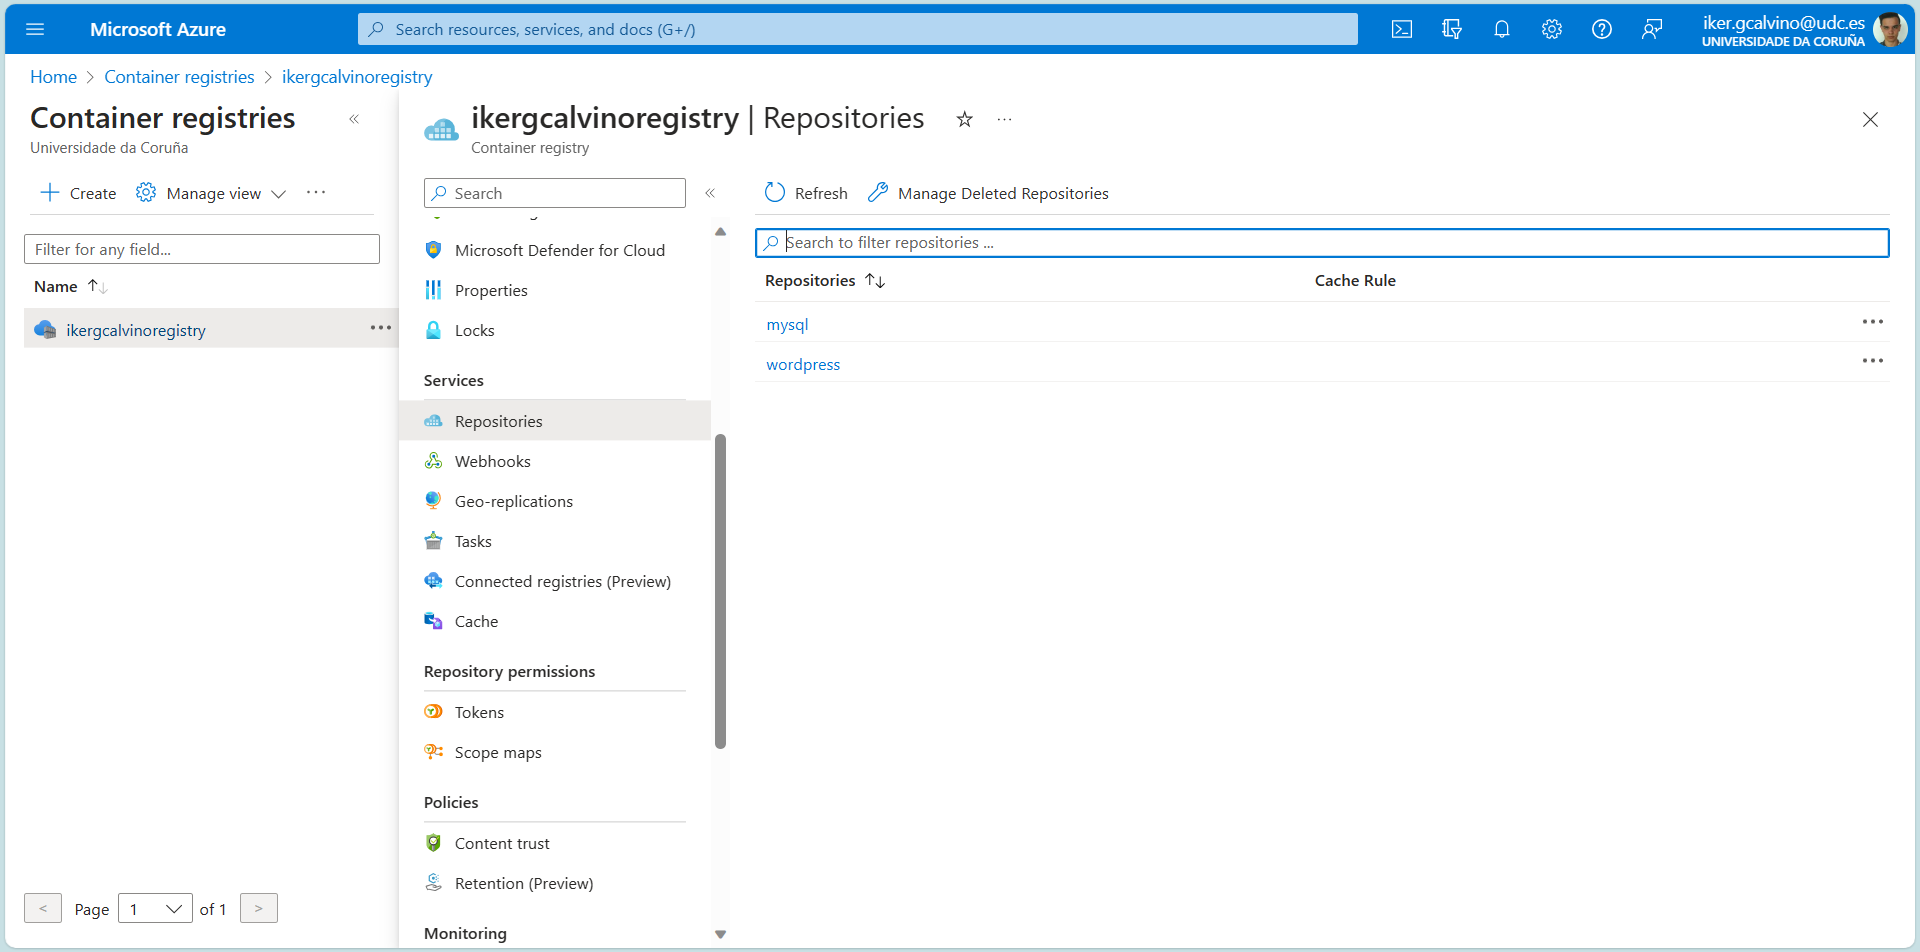 Microsoft Azure
Search resources, services, and docs (G+/)
iker.gcalvino@udc.es
UNIVERSIDADE DA CORUÑA
Home > Container registries > ikergcalvinoregistry
Container registries «
Universidade da Coruña
+ Create Manage view ...
Filter for any field...
Name ↑↓
ikergcalvinoregistry ...
< Page 1 of 1 >
ikergcalvinoregistry | Repositories ☆ ...
Container registry
Search «
Microsoft Defender for Cloud
Properties
Locks
Services
Repositories
Webhooks
Geo-replications
Tasks
Connected registries (Preview)
Cache
Repository permissions
Tokens
Scope maps
Policies
Content trust
Retention (Preview)
Monitoring
Refresh Manage Deleted Repositories
Search to filter repositories ...
Repositories ↑↓ Cache Rule
mysql ...
wordpress ...